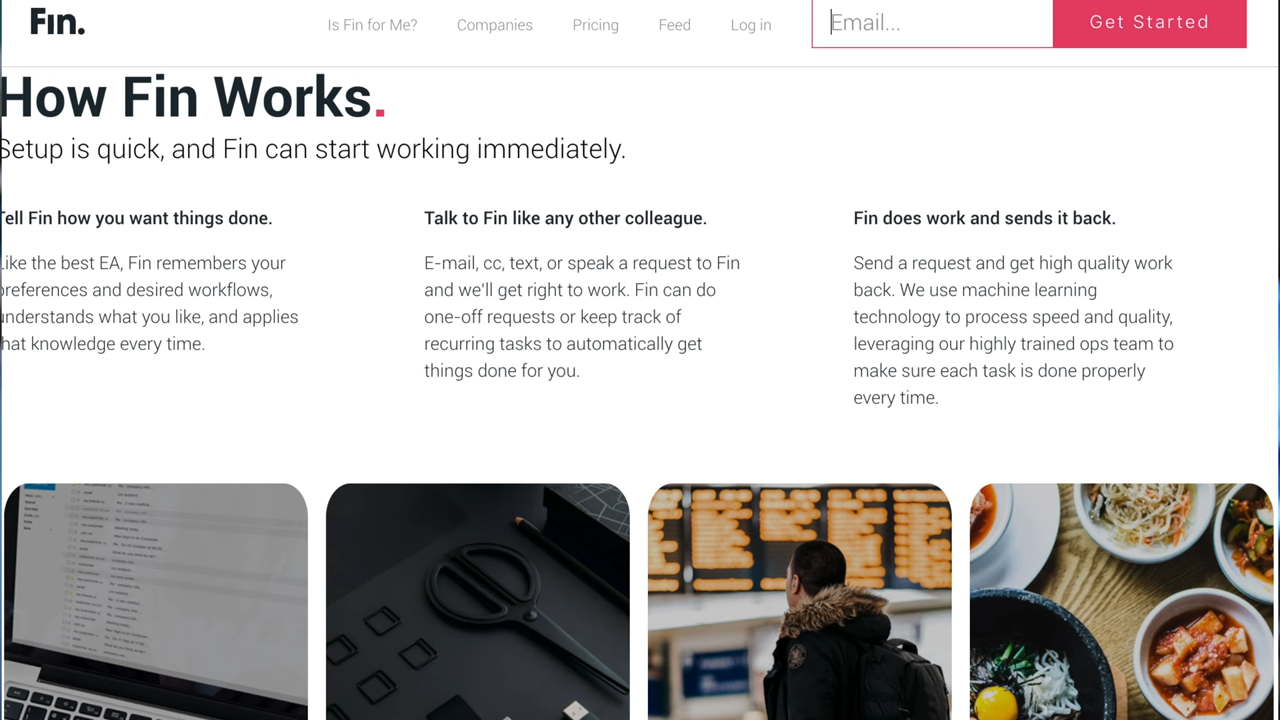 Fin.
Is Fin for Me?
Companies
Pricing
Feed
Log in
Email...
Get Started
How Fin Works.
Setup is quick, and Fin can start working immediately.
Tell Fin how you want things done.
Like the best EA, Fin remembers your
preferences and desired workflows,
understands what you like, and applies
that knowledge every time.
Talk to Fin like any other colleague.
E-mail, cc, text, or speak a request to Fin
and we'll get right to work. Fin can do
one-off requests or keep track of
recurring tasks to automatically get
things done for you.
Fin does work and sends it back.
Send a request and get high quality work
back. We use machine learning
technology to process speed and quality,
leveraging our highly trained ops team to
make sure each task is done properly
every time.